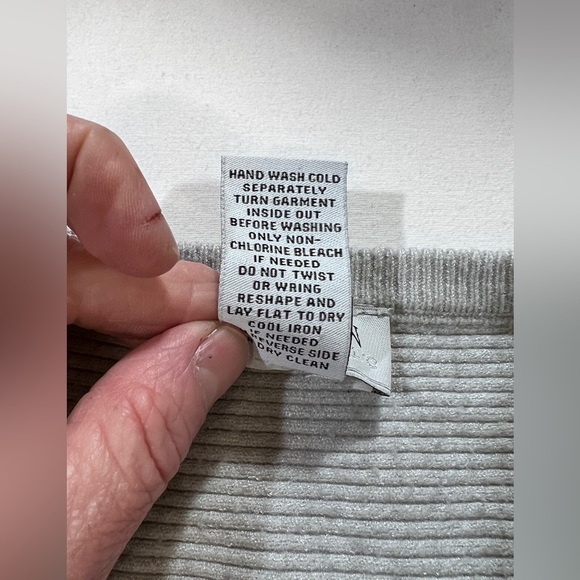 HAND WASH COLD
SEPARATELY
TURN GARMENT
INSIDE OUT
BEFORE WASHING
ONLY NON-
CHLORINE BLEACH
IF NEEDED
DO NOT TWIST
OR WRING
RESHAPE AND
LAY FLAT TO DRY
COOL IRON
IF NEEDED
REVERSE SIDE
DRY CLEAN